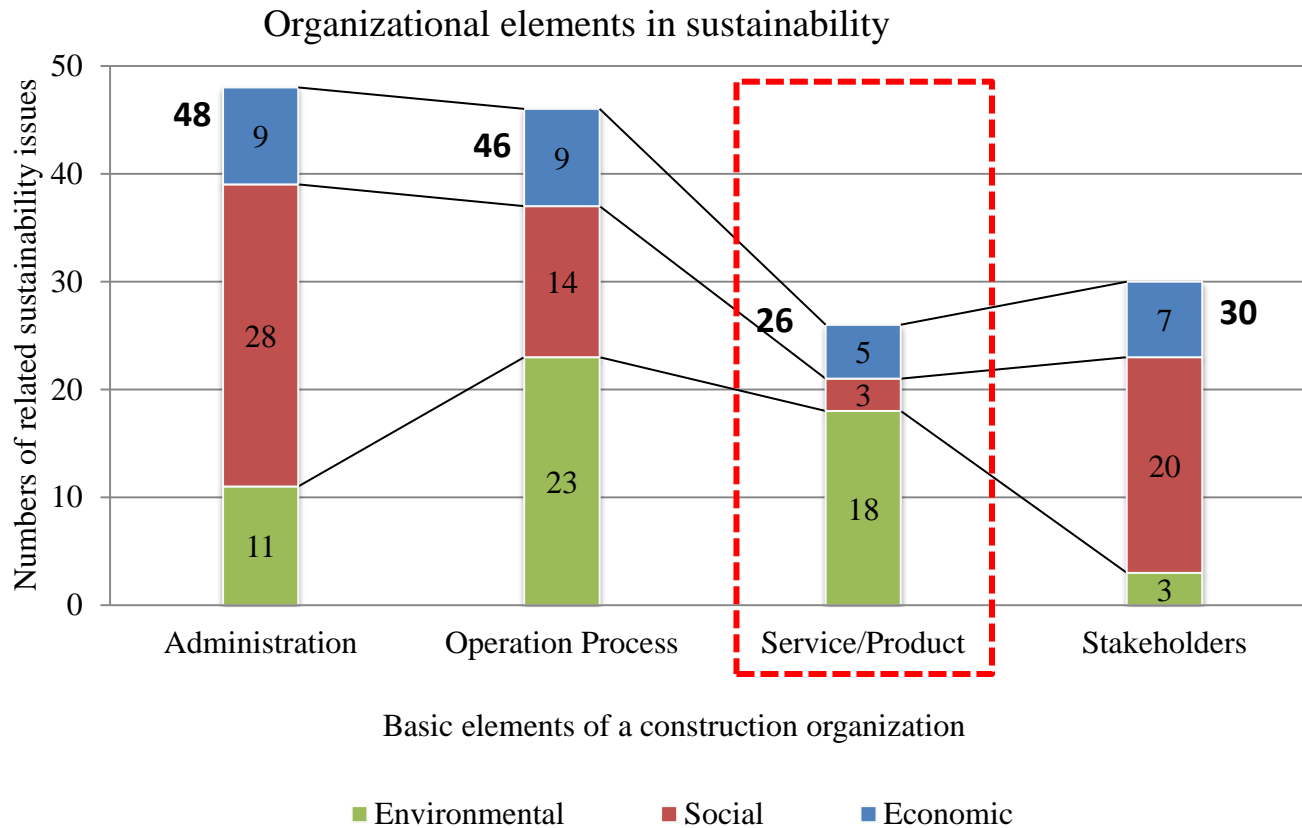 Organizational elements in sustainability
Numbers of related sustainability issues
50
40
30
20
10
0
48
9
28
11
46
9
14
23
26
5
3
18
7
30
20
3
Administration
Operation Process
Service/Product
Stakeholders
Basic elements of a construction organization
Environmental
Social
Economic